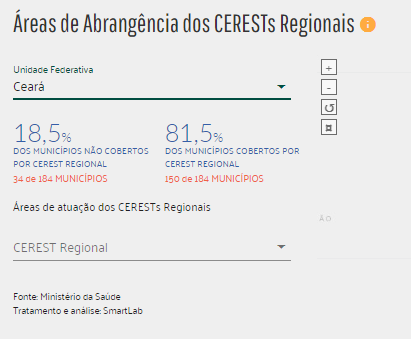 Áreas de Abrangência dos CERESTs Regionais
Unidade Federativa
Ceará
18,5%
DOS MUNICÍPIOS NÃO COBERTOS
POR CEREST REGIONAL
34 de 184 MUNICÍPIOS
81,5%
DOS MUNICÍPIOS COBERTOS POR
CEREST REGIONAL
150 de 184 MUNICÍPIOS
Áreas de atuação dos CERESTs Regionais
CEREST Regional
Fonte: Ministério da Saúde
Tratamento e análise: SmartLab
+
-
ÃO